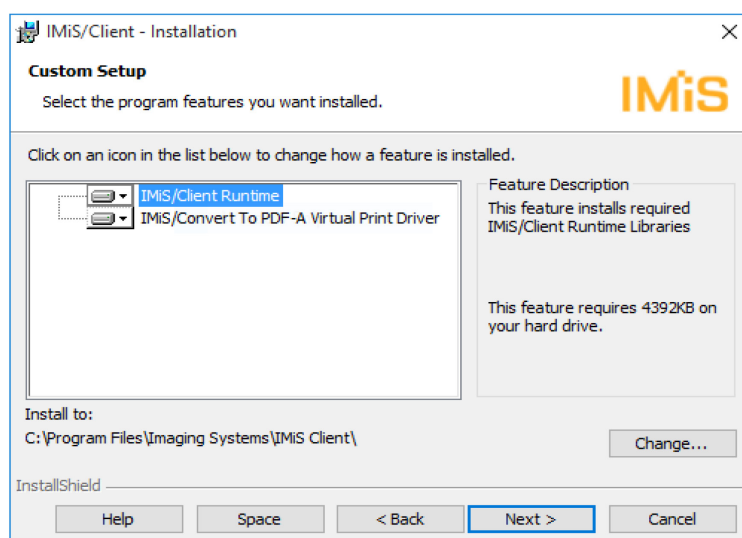 IMiS/Client - Installation
Custom Setup
Select the program features you want installed.
IMiS
Click on an icon in the list below to change how a feature is installed.
IMiS/Client Runtime
IMiS/Convert To PDF-A Virtual Print Driver
Feature Description
This feature installs required
IMiS/Client Runtime Libraries
This feature requires 4392KB on
your hard drive.
Install to:
C:\Program Files\Imaging Systems\IMiS Client\
Change...
InstallShield
Help
Space
< Back
Next >
Cancel